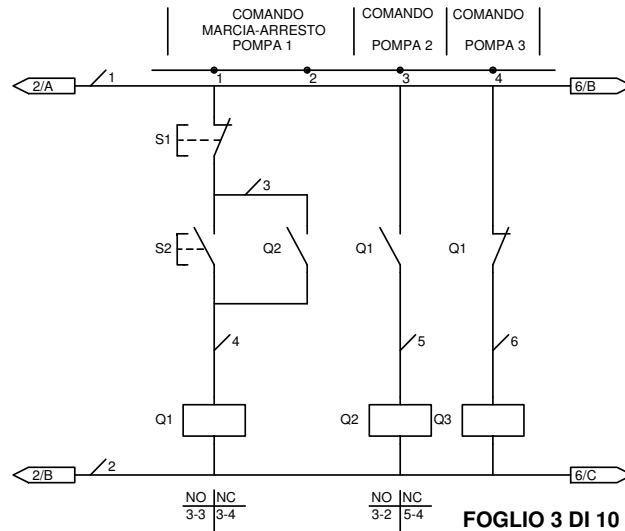 COMANDO
MARCIA-ARRESTO
POMPA 1
COMANDO
POMPA 2
COMANDO
POMPA 3
1 2 3 4
2/A 1 6/B
S1
3
S2 Q2 Q1 Q1
4 5 6
Q1 Q2 Q3
2/B 2 6/C
NO NC
3-3 3-4
NO NC
3-2 5-4
FOGLIO 3 DI 10